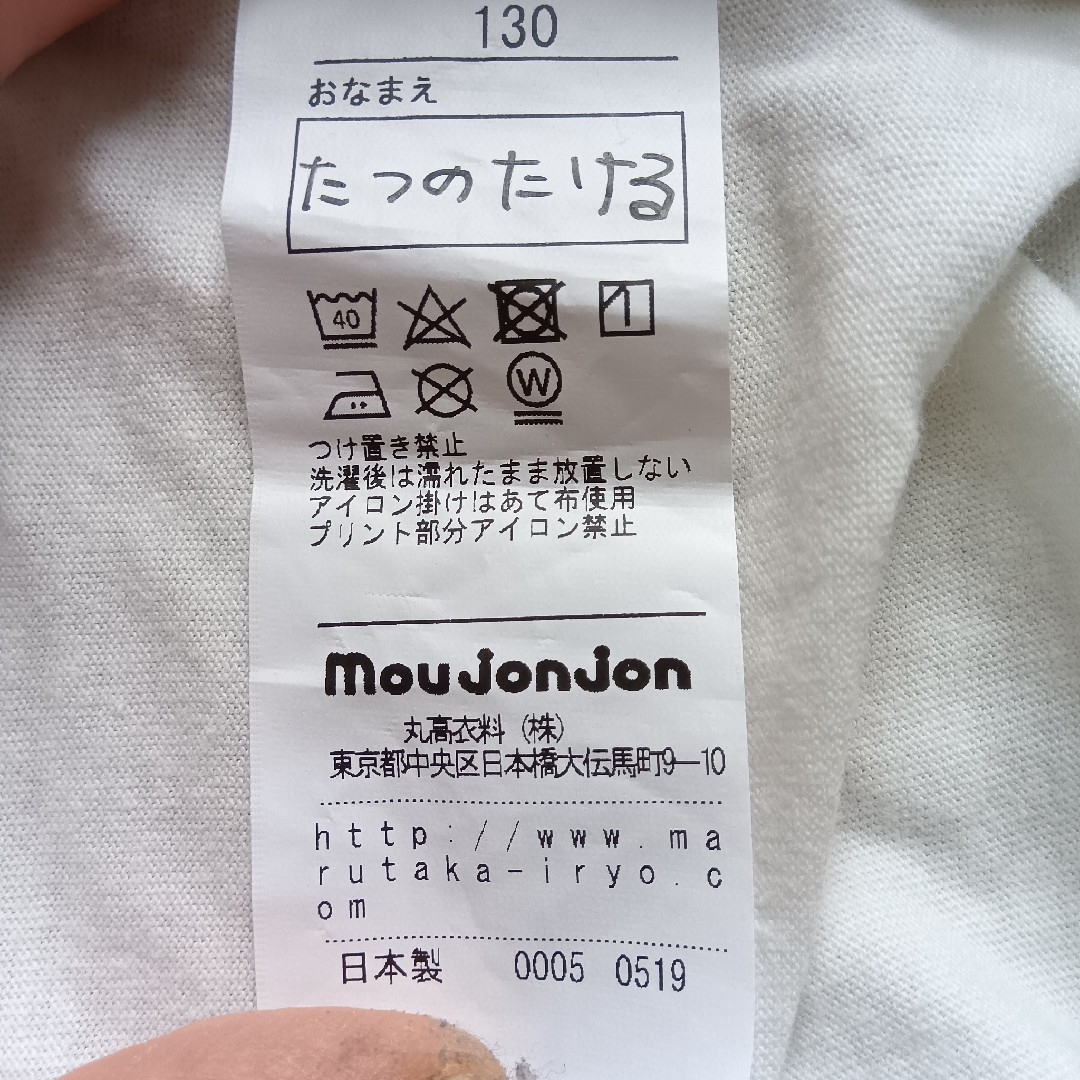 130
おなまえ
たつのたける
40
W
つけ置き禁止
洗濯後は濡れたまま放置しない
アイロン掛けはあて布使用
プリント部分アイロン禁止
moujonjon
丸高衣料（株）
東京都中央区日本橋大伝馬町9—10
http://www.ma
rutaka-iryo.c
om
日本製 0005 0519